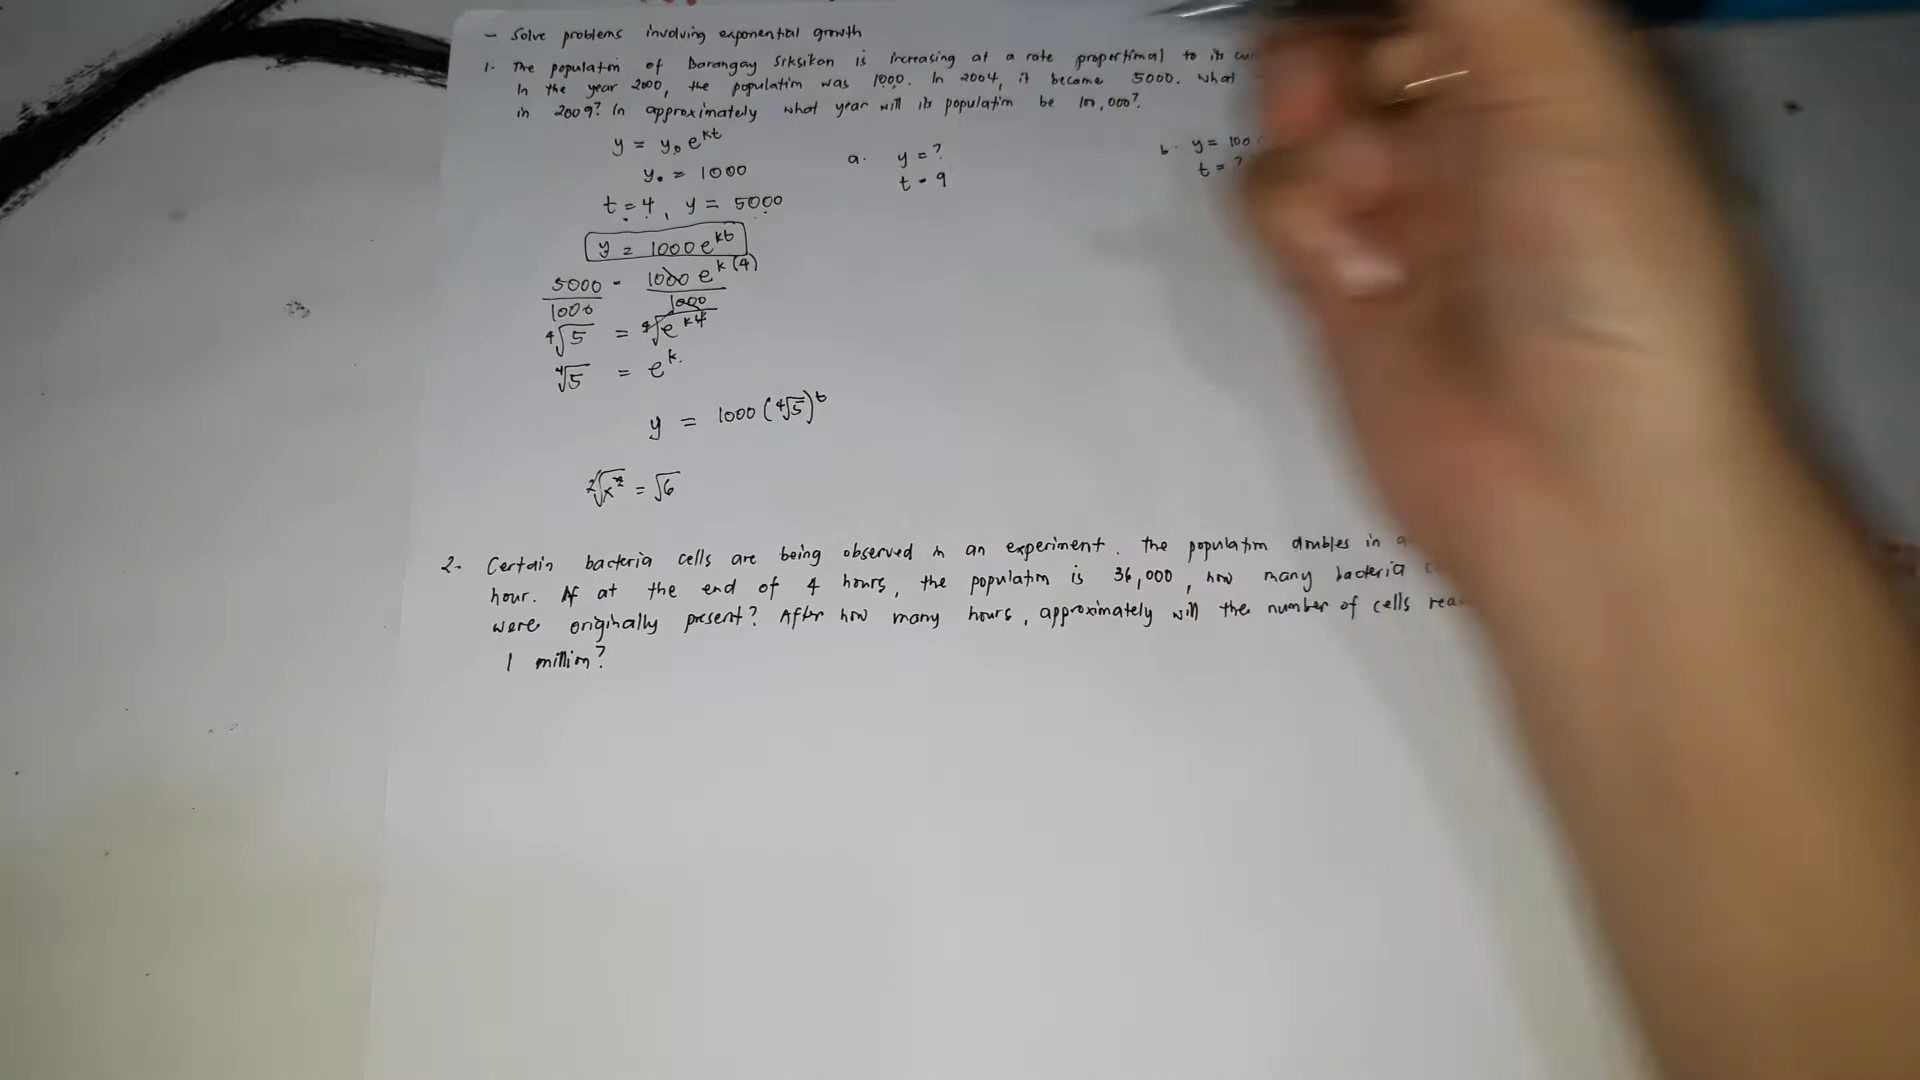 - Solve problems involving exponential growth
1. The population of Barangay Siksikan is increasing at a rate proportional to its
In the year 2000, the population was 1000. In 2004, it became 5000. What
in 2009? In approximately what year will its population be 100,000?
y = y₀ e^kt
y₀ = 1000
t = 4, y = 5000
y = 1000 e^kt
5000/1000 = 1000 e^k(4)/1000
⁴√5 = ⁴√e^k4
⁴√5 = e^k
y = 1000 (⁴√5)^t
²√x² = √6
a. y = ?
t = 9
b. y = 100
t = ?
2. Certain bacteria cells are being observed in an experiment. The population doubles in
hour. If at the end of 4 hours, the population is 36,000, how many bacteria
were originally present? After how many hours, approximately will the number of cells
1 million?